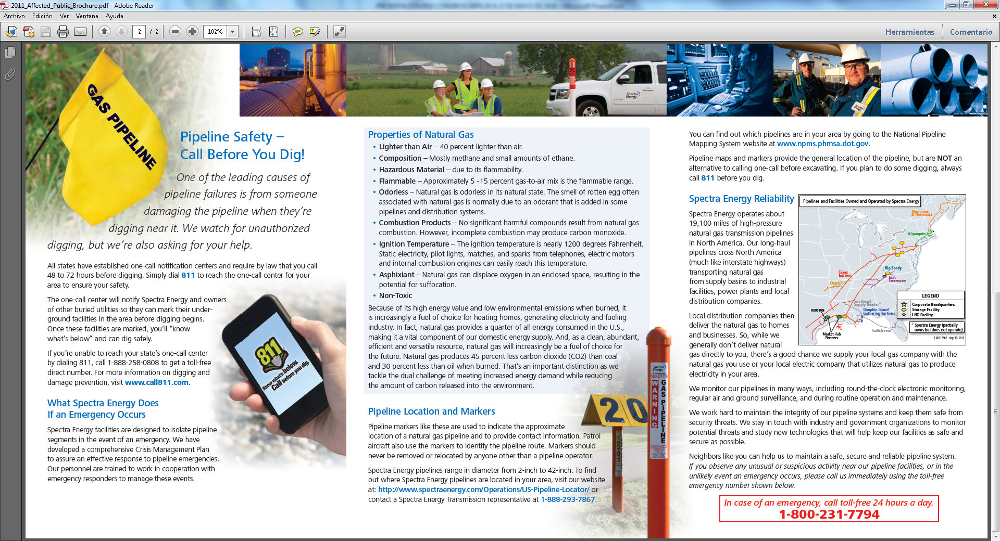 2011_Affected_Public_Brochure.pdf - Adobe Reader
Archivo Edición Ver Ventana Ayuda
2 / 2 102% Herramientas Comentario
GAS PIPELINE
Spectra Energy
Pipeline Safety –
Call Before You Dig!
One of the leading causes of
pipeline failures is from someone
damaging the pipeline when they're
digging near it. We watch for unauthorized
digging, but we're also asking for your help.
All states have established one-call notification centers and require by law that you call
48 to 72 hours before digging. Simply dial 811 to reach the one-call center for your
area to ensure your safety.
The one-call center will notify Spectra Energy and owners
of other buried utilities so they can mark their under-
ground facilities in the area before digging begins.
Once these facilities are marked, you'll "know
what's below" and can dig safely.
If you're unable to reach your state's one-call center
by dialing 811, call 1-888-258-0808 to get a toll-free
direct number. For more information on digging and
damage prevention, visit www.call811.com.
811
Know what's below.
Call before you dig.
What Spectra Energy Does
If an Emergency Occurs
Spectra Energy facilities are designed to isolate pipeline
segments in the event of an emergency. We have
developed a comprehensive Crisis Management Plan
to assure an effective response to pipeline emergencies.
Our personnel are trained to work in cooperation with
emergency responders to manage these events.
Properties of Natural Gas
• Lighter than Air – 40 percent lighter than air.
• Composition – Mostly methane and small amounts of ethane.
• Hazardous Material – due to its flammability.
• Flammable – Approximately 5 -15 percent gas-to-air mix is the flammable range.
• Odorless – Natural gas is odorless in its natural state. The smell of rotten egg often
associated with natural gas is normally due to an odorant that is added in some
pipelines and distribution systems.
• Combustion Products – No significant harmful compounds result from natural gas
combustion. However, incomplete combustion may produce carbon monoxide.
• Ignition Temperature – The ignition temperature is nearly 1200 degrees Fahrenheit.
Static electricity, pilot lights, matches, and sparks from telephones, electric motors
and internal combustion engines can easily reach this temperature.
• Asphixiant – Natural gas can displace oxygen in an enclosed space, resulting in the
potential for suffocation.
• Non-Toxic
Because of its high energy value and low environmental emissions when burned, it
is increasingly a fuel of choice for heating homes, generating electricity and fueling
industry. In fact, natural gas provides a quarter of all energy consumed in the U.S.,
making it a vital component of our domestic energy supply. And, as a clean, abundant,
efficient and versatile resource, natural gas will increasingly be a fuel of choice for
the future. Natural gas produces 45 percent less carbon dioxide (CO2) than coal
and 30 percent less than oil when burned. That's an important distinction as we
tackle the dual challenge of meeting increased energy demand while reducing
the amount of carbon released into the environment.
Pipeline Location and Markers
Pipeline markers like these are used to indicate the approximate
location of a natural gas pipeline and to provide contact information. Patrol
aircraft also use the markers to identify the pipeline route. Markers should
never be removed or relocated by anyone other than a pipeline operator.
Spectra Energy pipelines range in diameter from 2-inch to 42-inch. To find
out where Spectra Energy pipelines are located in your area, visit our website
at: http://www.spectraenergy.com/Operations/US-Pipeline-Locator/ or
contact a Spectra Energy Transmission representative at 1-888-293-7867.
20
Spectra Energy
1-800-231-7794
WARNING
GAS PIPELINE
You can find out which pipelines are in your area by going to the National Pipeline
Mapping System website at www.npms.phmsa.dot.gov.
Pipeline maps and markers provide the general location of the pipeline, but are NOT an
alternative to calling one-call before excavating. If you plan to do some digging, always
call 811 before you dig.
Spectra Energy Reliability
Spectra Energy operates about
19,100 miles of high-pressure
natural gas transmission pipelines
in North America. Our long-haul
pipelines cross North America
(much like interstate highways)
transporting natural gas
from supply basins to industrial
facilities, power plants and local
distribution companies.
Local distribution companies then
deliver the natural gas to homes
and businesses. So, while we
generally don't deliver natural
gas directly to you, there's a good chance we supply your local gas company with the
natural gas you use or your local electric company that utilizes natural gas to produce
electricity in your area.
Pipelines and Facilities Owned and Operated by Spectra Energy
Maritimes
& Northeast
Algonquin
Big Sandy
Texas
Eastern
East
Tennessee
Ozark
Southeast
Supply Header*
Dauphin Island
Gathering Partners
HOUSTON
Market Hub
Partners
Gulfstream*
LEGEND
Corporate Headquarters
Storage Facility
LNG Facility
* Spectra Energy (partially
owns but does not operate)
1108-15967 Aug 19, 2011
We monitor our pipelines in many ways, including round-the-clock electronic monitoring,
regular air and ground surveillance, and during routine operation and maintenance.
We work hard to maintain the integrity of our pipeline systems and keep them safe from
security threats. We stay in touch with industry and government organizations to monitor
potential threats and study new technologies that will help keep our facilities as safe and
secure as possible.
Neighbors like you can help us to maintain a safe, secure and reliable pipeline system.
If you observe any unusual or suspicious activity near our pipeline facilities, or in the
unlikely event an emergency occurs, please call us immediately using the toll-free
emergency number shown below.
In case of an emergency, call toll-free 24 hours a day.
1-800-231-7794